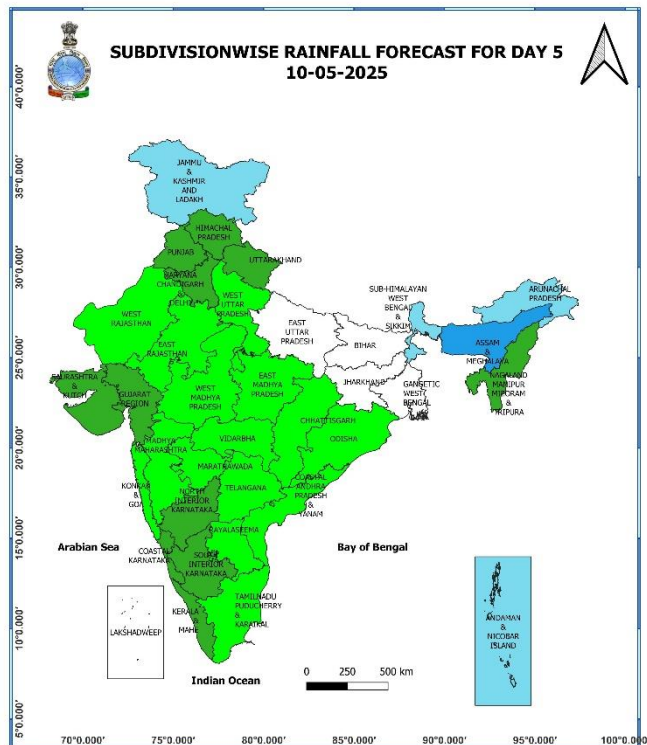 SUBDIVISIONWISE RAINFALL FORECAST FOR DAY 5
10-05-2025
40°0.000'
35°0.000'
30°0.000'
25°0.000'
20°0.000'
15°0.000'
10°0.000'
5°0.000'
JAMMU
&
KASHMIR
AND
LADAKH
HIMACHAL
PRADESH
PUNJAB
UTTARAKHAND
HARYANA
CHANDIGARH
&
DELHI
WEST
UTTAR
PRADESH
WEST
RAJASTHAN
EAST
RAJASTHAN
EAST
UTTAR
PRADESH
BIHAR
SUB-HIMALAYAN
WEST
BENGAL
&
SIKKIM
ARUNACHAL
PRADESH
ASSAM
&
MEGHALAYA
NAGALAND
MANIPUR
MIZORAM
&
TRIPURA
JHARKHAND
GANGETIC
WEST
BENGAL
SAURASHTRA
&
KUTCH
GUJARAT
REGION
WEST
MADHYA
PRADESH
EAST
MADHYA
PRADESH
CHHATTISGARH
ODISHA
MADHYA
MAHARASHTRA
VIDARBHA
MARATHAWADA
KONKAN
&
GOA
TELANGANA
COASTAL
ANDHRA
PRADESH
&
YANAM
NORTH
INTERIOR
KARNATAKA
RAYALASEEMA
COASTAL
KARNATAKA
SOUTH
INTERIOR
KARNATAKA
TAMILNADU
PUDUCHERRY
&
KARAIKAL
KERALA
&
MAHE
LAKSHADWEEP
ANDAMAN
&
NICOBAR
ISLAND
Arabian Sea
Bay of Bengal
Indian Ocean
0 250 500 km
70°0.000' 75°0.000' 80°0.000' 85°0.000' 90°0.000' 95°0.000' 100°0.000'